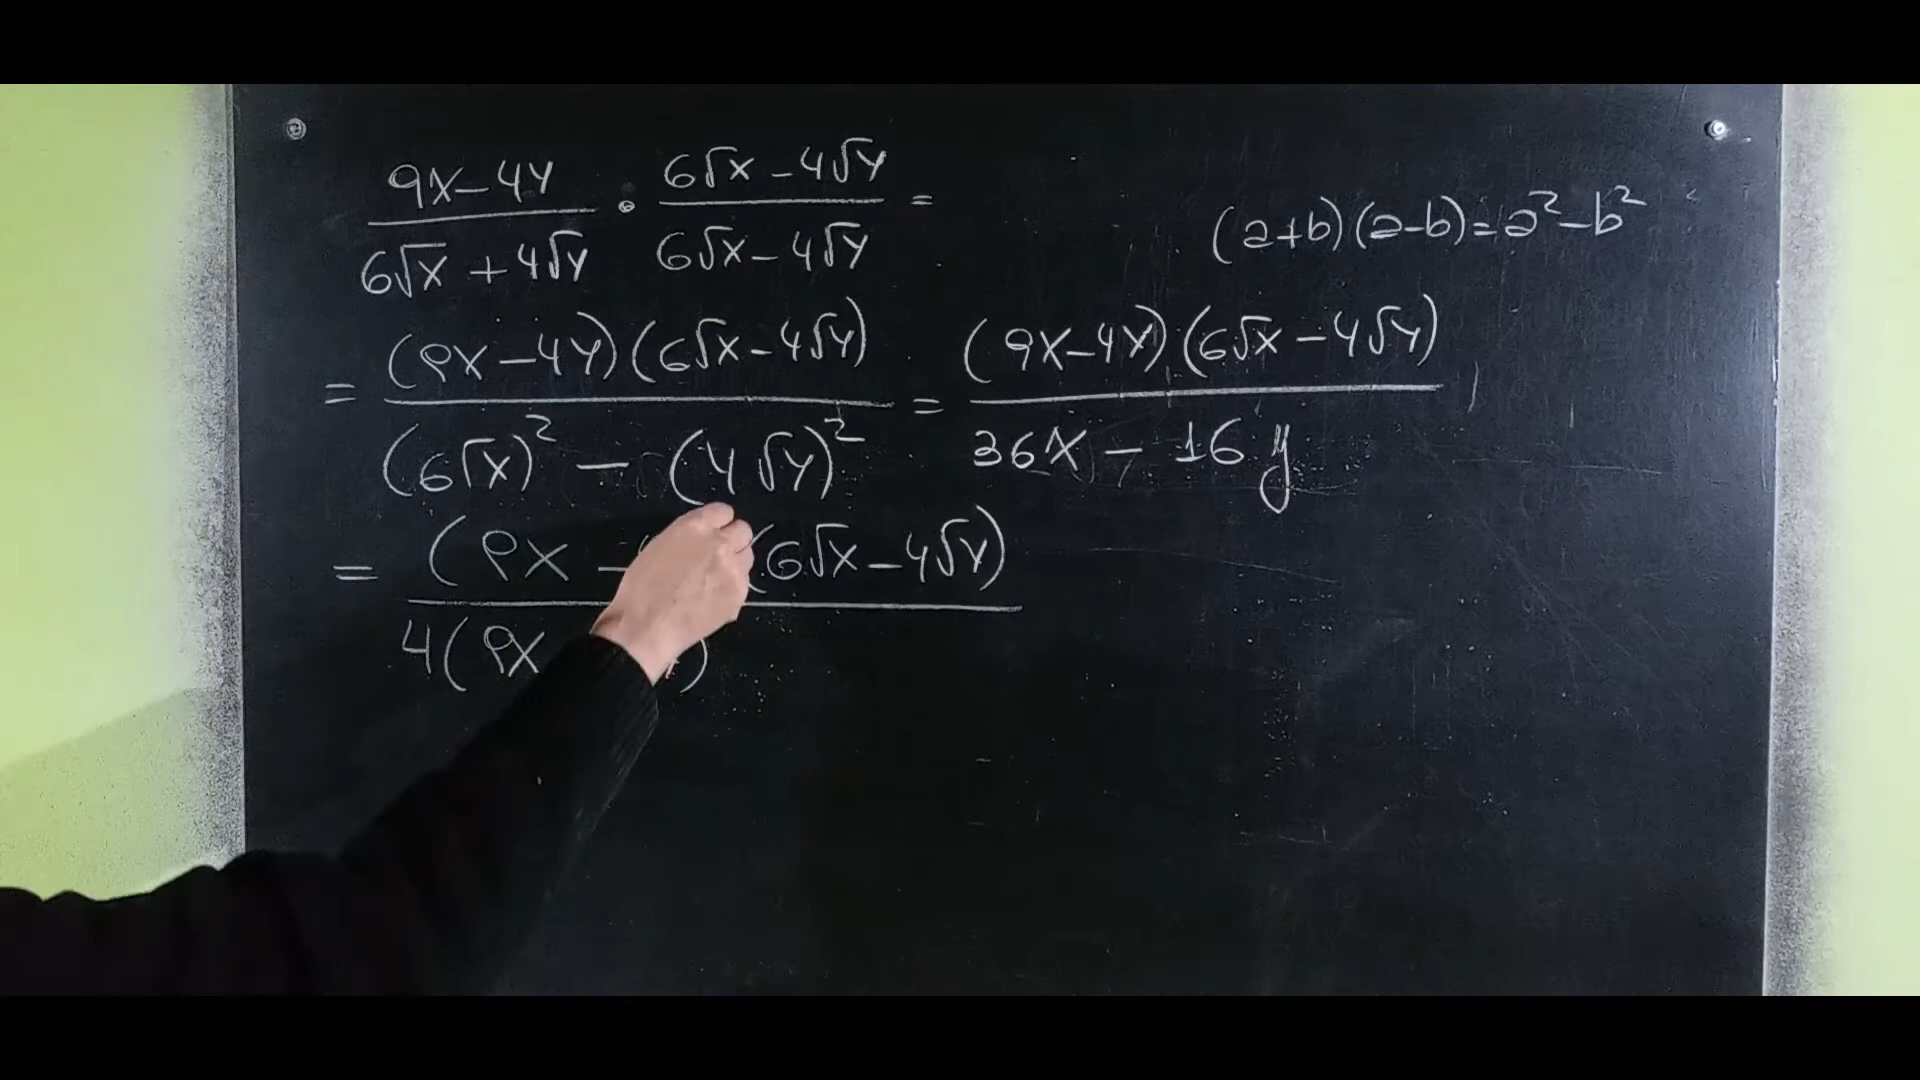 9x-4y / 6√x + 4√y · 6√x - 4√y / 6√x - 4√y =
(a+b)(a-b)=a²-b²
= (9x-4y)(6√x-4√y) / (6√x)² - (4√y)² = (9x-4y)(6√x-4√y) / 36x - 16y
= (9x - (6√x-4√y) / 4(9x )